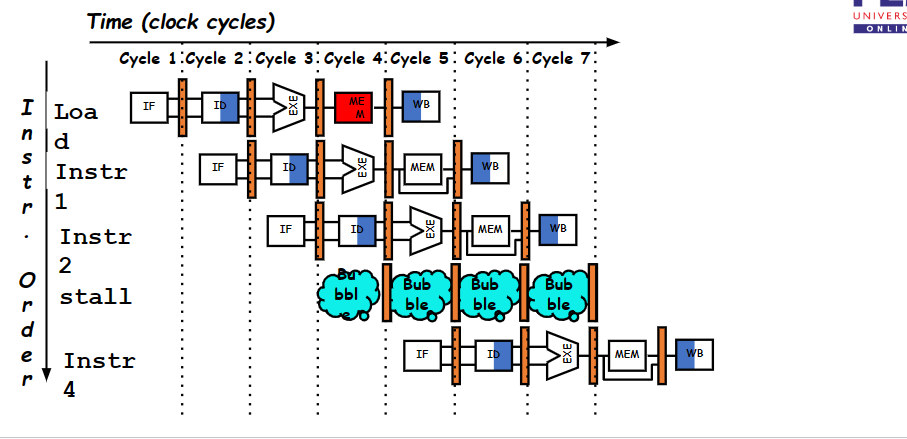 UNIVERS
ONLIN
Time (clock cycles)
Cycle 1 Cycle 2 Cycle 3 Cycle 4 Cycle 5 Cycle 6 Cycle 7
Instr. Order
Loa
d
IF ID EXE ME
M WB
Instr
1
IF ID EXE MEM WB
Instr
2
IF ID EXE MEM WB
stall
Bu
bbl
e
Bub
ble
Bub
ble
Bub
ble
Instr
4
IF ID EXE MEM WB